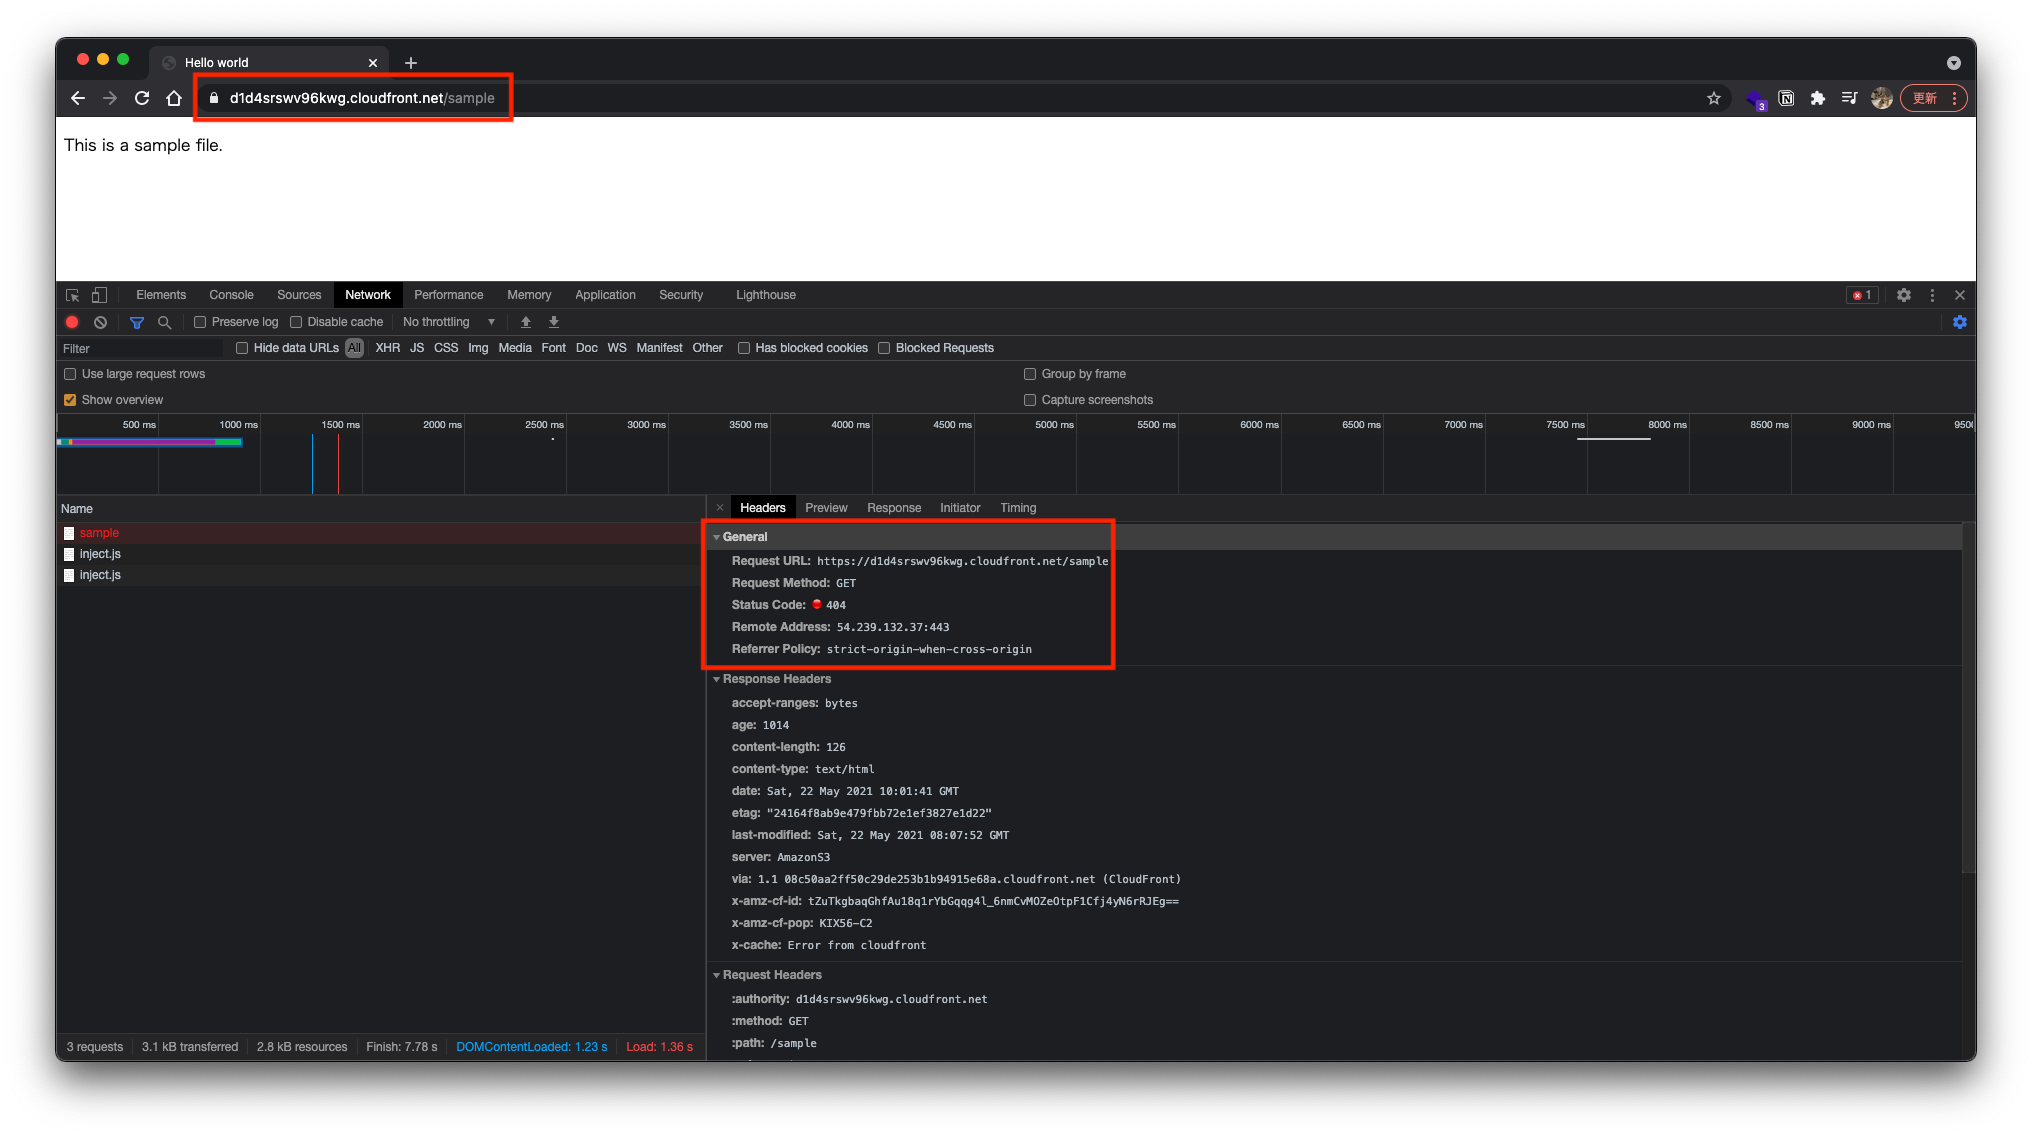 Hello world
d1d4srswv96kwg.cloudfront.net/sample
3
更新
This is a sample file.
Elements Console Sources Network Performance Memory Application Security Lighthouse 1
Preserve log Disable cache No throttling
Filter Hide data URLs All XHR JS CSS Img Media Font Doc WS Manifest Other Has blocked cookies Blocked Requests
Use large request rows Group by frame
Show overview Capture screenshots
500 ms 1000 ms 1500 ms 2000 ms 2500 ms 3000 ms 3500 ms 4000 ms 4500 ms 5000 ms 5500 ms 6000 ms 6500 ms 7000 ms 7500 ms 8000 ms 8500 ms 9000 ms 950
Name
sample
inject.js
inject.js
Headers Preview Response Initiator Timing
General
Request URL: https://d1d4srswv96kwg.cloudfront.net/sample
Request Method: GET
Status Code: 404
Remote Address: 54.239.132.37:443
Referrer Policy: strict-origin-when-cross-origin
Response Headers
accept-ranges: bytes
age: 1014
content-length: 126
content-type: text/html
date: Sat, 22 May 2021 10:01:41 GMT
etag: "24164f8ab9e479fbb72e1ef3827e1d22"
last-modified: Sat, 22 May 2021 08:07:52 GMT
server: AmazonS3
via: 1.1 08c50aa2ff50c29de253b1b94915e68a.cloudfront.net (CloudFront)
x-amz-cf-id: tZuTkgbaqGhfAu18q1rYbGqqg4l_6nmCvMOZeOtpF1Cfj4yN6rRJEg==
x-amz-cf-pop: KIX56-C2
x-cache: Error from cloudfront
Request Headers
:authority: d1d4srswv96kwg.cloudfront.net
:method: GET
:path: /sample
3 requests 3.1 kB transferred 2.8 kB resources Finish: 7.78 s DOMContentLoaded: 1.23 s Load: 1.36 s